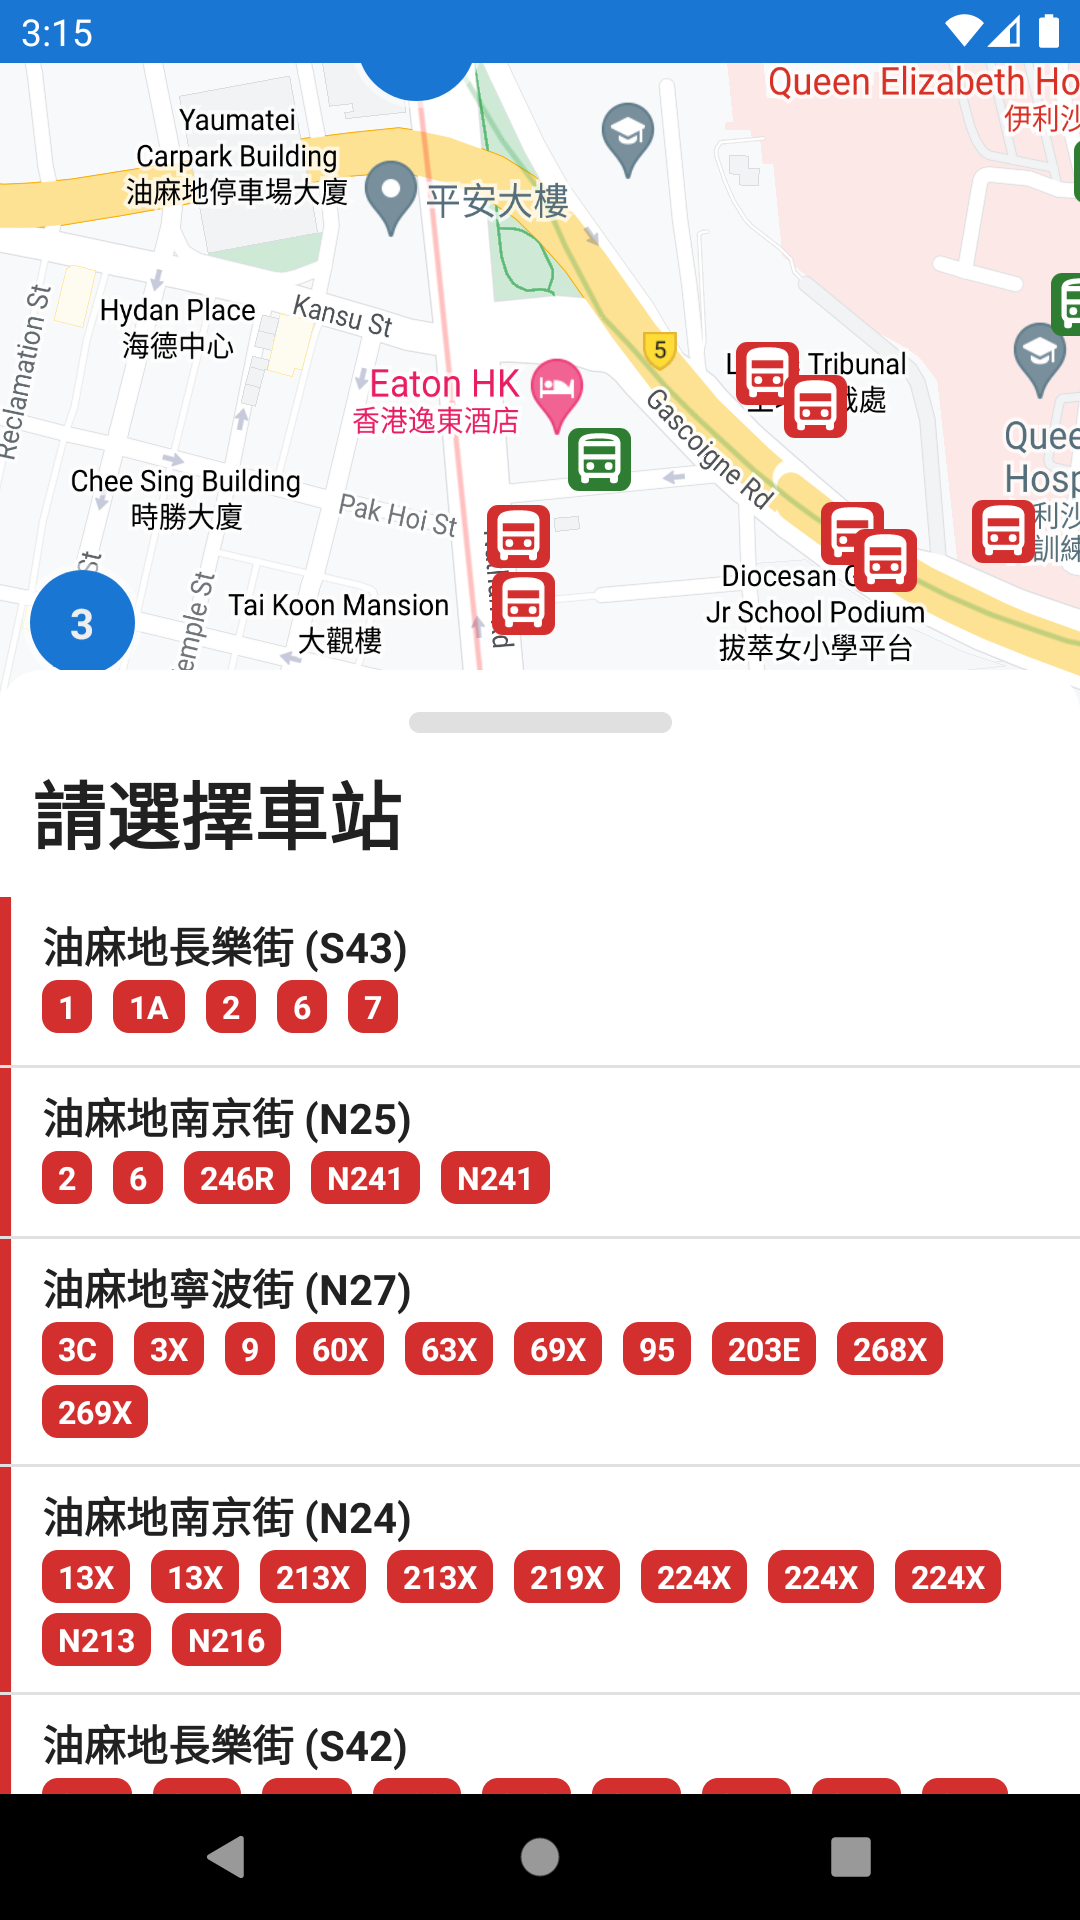 3:15
Queen Elizabeth Ho
伊利沙
Yaumatei
Carpark Building
油麻地停車場大廈
平安大樓
Hydan Place
海德中心
Kansu St
Reclamation St
5
Tribunal
Eaton HK
香港逸東酒店
Gascoigne Rd
Quee
Hosp
利沙
訓練
Chee Sing Building
時勝大廈
Pak Hoi St
St
emple St
3
Tai Koon Mansion
大觀樓
Diocesan G
Jr School Podium
拔萃女小學平台
請選擇車站
油麻地長樂街 (S43)
1 1A 2 6 7
油麻地南京街 (N25)
2 6 246R N241 N241
油麻地寧波街 (N27)
3C 3X 9 60X 63X 69X 95 203E 268X
269X
油麻地南京街 (N24)
13X 13X 213X 213X 219X 224X 224X 224X
N213 N216
油麻地長樂街 (S42)